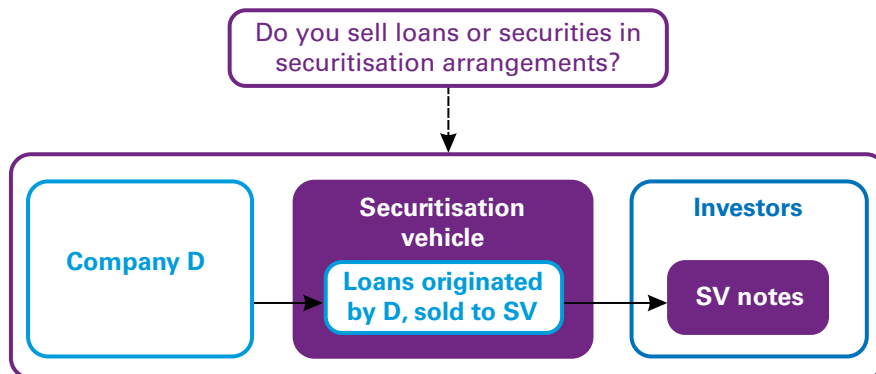 Do you sell loans or securities in
securitisation arrangements?
Company D
Securitisation
vehicle
Loans originated
by D, sold to SV
Investors
SV notes